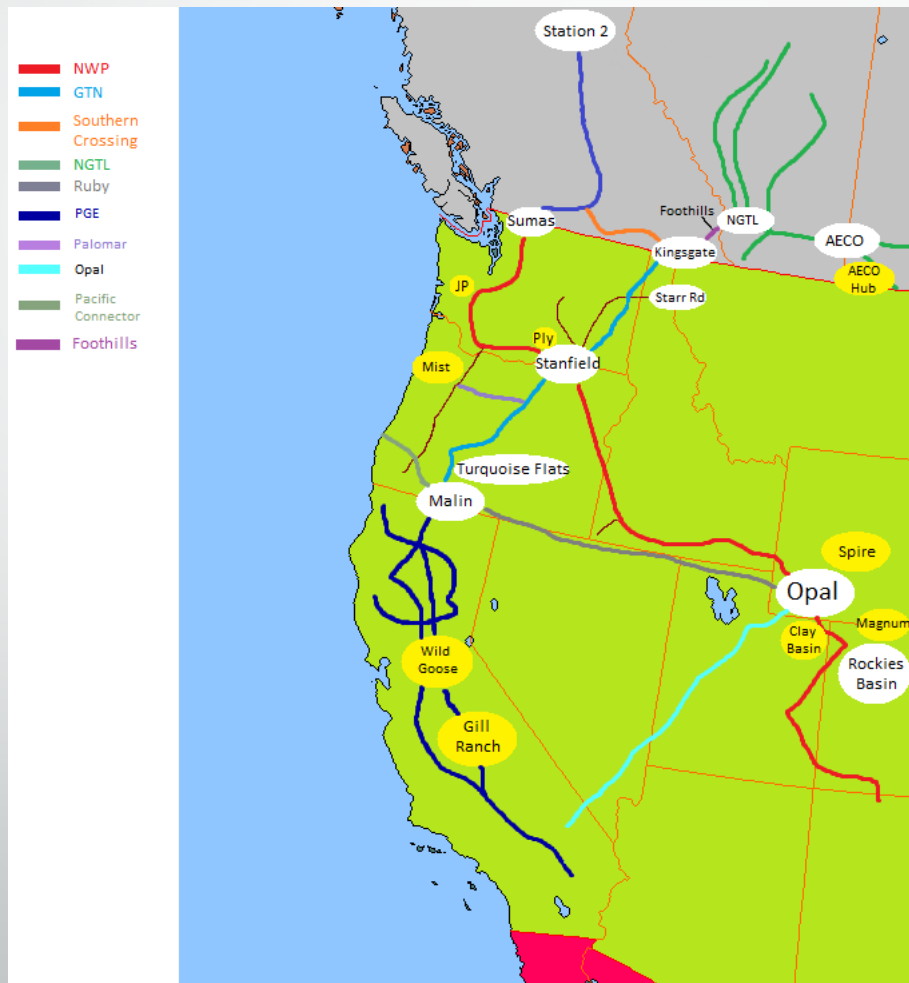 NWP
GTN
Southern
Crossing
NGTL
Ruby
PGE
Palomar
Opal
Pacific
Connector
Foothills
Station 2
Foothills
NGTL
Sumas
AECO
Kingsgate
AECO
Hub
JP
Starr Rd
Ply
Stanfield
Mist
Turquoise Flats
Malin
Spire
Opal
Magnum
Clay
Basin
Rockies
Basin
Wild
Goose
Gill
Ranch